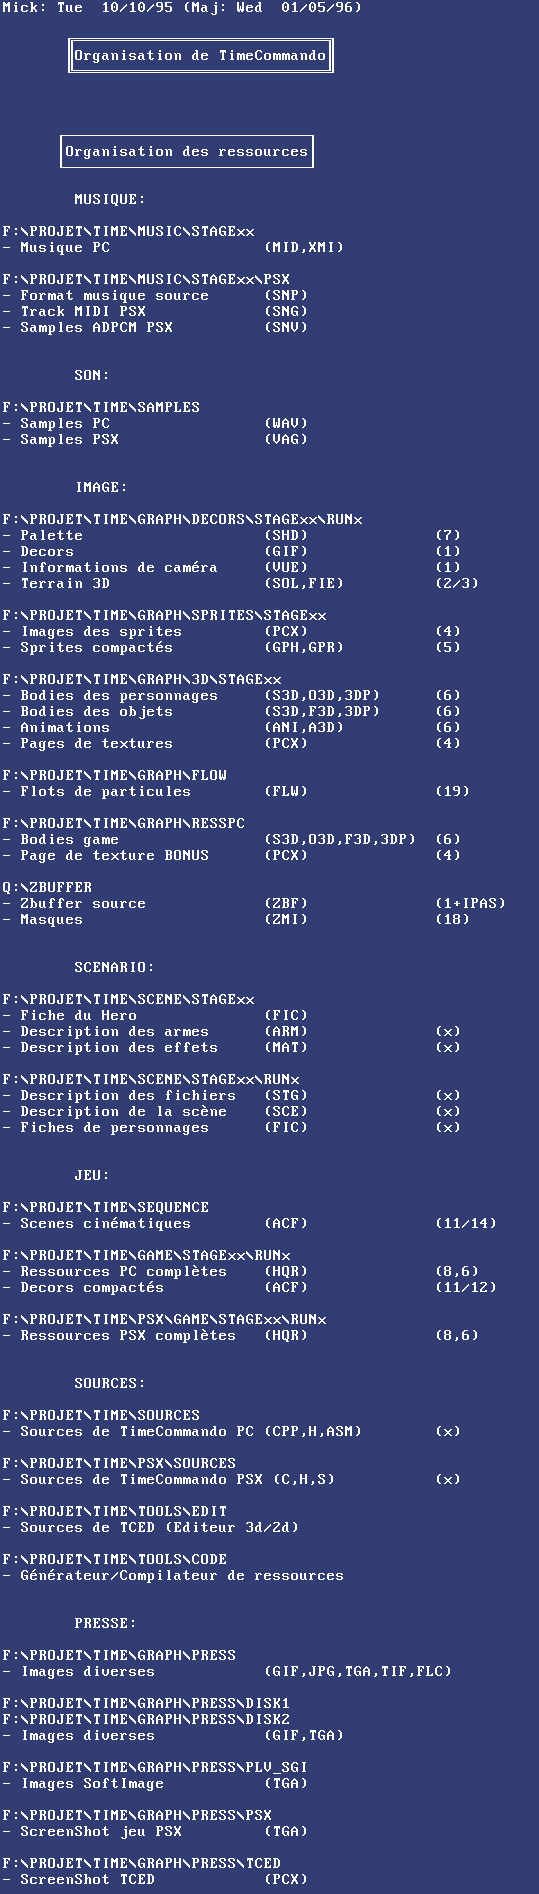 Mick: Tue  10/10/95 (Maj: Wed  01/05/96)
Organisation de TimeCommando
Organisation des ressources
MUSIQUE:
F:\PROJET\TIME\MUSIC\STAGExx
- Musique PC (MID,XMI)
F:\PROJET\TIME\MUSIC\STAGExx\PSX
- Format musique source (SNP)
- Track MIDI PSX (SNG)
- Samples ADPCM PSX (SNV)
SON:
F:\PROJET\TIME\SAMPLES
- Samples PC (WAV)
- Samples PSX (VAG)
IMAGE:
F:\PROJET\TIME\GRAPH\DECORS\STAGExx\RUNx
- Palette (SHD) (7)
- Decors (GIF) (1)
- Informations de caméra (VUE) (1)
- Terrain 3D (SOL,FIE) (2/3)
F:\PROJET\TIME\GRAPH\SPRITES\STAGExx
- Images des sprites (PCX) (4)
- Sprites compactés (GPH,GPR) (5)
F:\PROJET\TIME\GRAPH\3D\STAGExx
- Bodies des personnages (S3D,O3D,3DP) (6)
- Bodies des objets (S3D,F3D,3DP) (6)
- Animations (ANI,A3D) (6)
- Pages de textures (PCX) (4)
F:\PROJET\TIME\GRAPH\FLOW
- Flots de particules (FLW) (19)
F:\PROJET\TIME\GRAPH\RESSPC
- Bodies game (S3D,O3D,F3D,3DP) (6)
- Page de texture BONUS (PCX) (4)
Q:\ZBUFFER
- Zbuffer source (ZBF) (1+IPAS)
- Masques (ZMI) (18)
SCENARIO:
F:\PROJET\TIME\SCENE\STAGExx
- Fiche du Hero (FIC)
- Description des armes (ARM) (x)
- Description des effets (MAT) (x)
F:\PROJET\TIME\SCENE\STAGExx\RUNx
- Description des fichiers (STG) (x)
- Description de la scène (SCE) (x)
- Fiches de personnages (FIC) (x)
JEU:
F:\PROJET\TIME\SEQUENCE
- Scenes cinématiques (ACF) (11/14)
F:\PROJET\TIME\GAME\STAGExx\RUNx
- Ressources PC complètes (HQR) (8,6)
- Decors compactés (ACF) (11/12)
F:\PROJET\TIME\PSX\GAME\STAGExx\RUNx
- Ressources PSX complètes (HQR) (8,6)
SOURCES:
F:\PROJET\TIME\SOURCES
- Sources de TimeCommando PC (CPP,H,ASM) (x)
F:\PROJET\TIME\PSX\SOURCES
- Sources de TimeCommando PSX (C,H,S) (x)
F:\PROJET\TIME\TOOLS\EDIT
- Sources de TCED (Editeur 3d/2d)
F:\PROJET\TIME\TOOLS\CODE
- Générateur/Compilateur de ressources
PRESSE:
F:\PROJET\TIME\GRAPH\PRESS
- Images diverses (GIF,JPG,TGA,TIF,FLC)
F:\PROJET\TIME\GRAPH\PRESS\DISK1
F:\PROJET\TIME\GRAPH\PRESS\DISK2
- Images diverses (GIF,TGA)
F:\PROJET\TIME\GRAPH\PRESS\PLV_SGI
- Images SoftImage (TGA)
F:\PROJET\TIME\GRAPH\PRESS\PSX
- ScreenShot jeu PSX (TGA)
F:\PROJET\TIME\GRAPH\PRESS\TCED
- ScreenShot TCED (PCX)